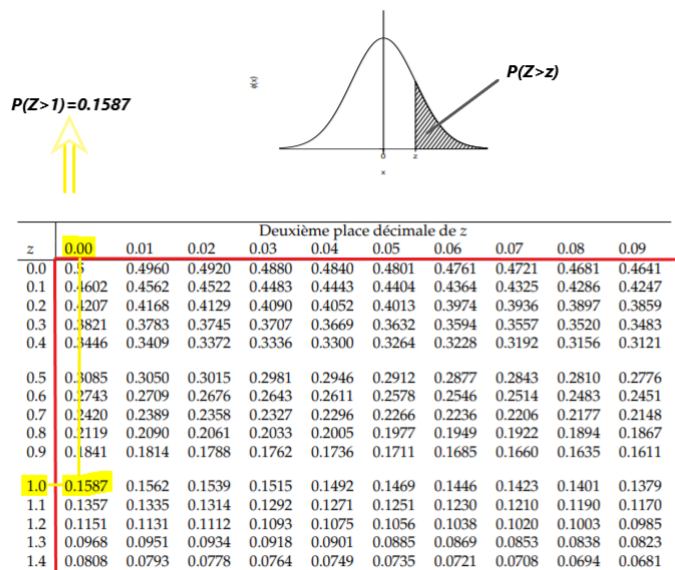 P(Z>z)
P(Z>1)=0.1587
φ(x)
0 z
x
Deuxième place décimale de z
z 0.00 0.01 0.02 0.03 0.04 0.05 0.06 0.07 0.08 0.09
0.0 0.5 0.4960 0.4920 0.4880 0.4840 0.4801 0.4761 0.4721 0.4681 0.4641
0.1 0.4602 0.4562 0.4522 0.4483 0.4443 0.4404 0.4364 0.4325 0.4286 0.4247
0.2 0.4207 0.4168 0.4129 0.4090 0.4052 0.4013 0.3974 0.3936 0.3897 0.3859
0.3 0.3821 0.3783 0.3745 0.3707 0.3669 0.3632 0.3594 0.3557 0.3520 0.3483
0.4 0.3446 0.3409 0.3372 0.3336 0.3300 0.3264 0.3228 0.3192 0.3156 0.3121
0.5 0.3085 0.3050 0.3015 0.2981 0.2946 0.2912 0.2877 0.2843 0.2810 0.2776
0.6 0.2743 0.2709 0.2676 0.2643 0.2611 0.2578 0.2546 0.2514 0.2483 0.2451
0.7 0.2420 0.2389 0.2358 0.2327 0.2296 0.2266 0.2236 0.2206 0.2177 0.2148
0.8 0.2119 0.2090 0.2061 0.2033 0.2005 0.1977 0.1949 0.1922 0.1894 0.1867
0.9 0.1841 0.1814 0.1788 0.1762 0.1736 0.1711 0.1685 0.1660 0.1635 0.1611
1.0 0.1587 0.1562 0.1539 0.1515 0.1492 0.1469 0.1446 0.1423 0.1401 0.1379
1.1 0.1357 0.1335 0.1314 0.1292 0.1271 0.1251 0.1230 0.1210 0.1190 0.1170
1.2 0.1151 0.1131 0.1112 0.1093 0.1075 0.1056 0.1038 0.1020 0.1003 0.0985
1.3 0.0968 0.0951 0.0934 0.0918 0.0901 0.0885 0.0869 0.0853 0.0838 0.0823
1.4 0.0808 0.0793 0.0778 0.0764 0.0749 0.0735 0.0721 0.0708 0.0694 0.0681